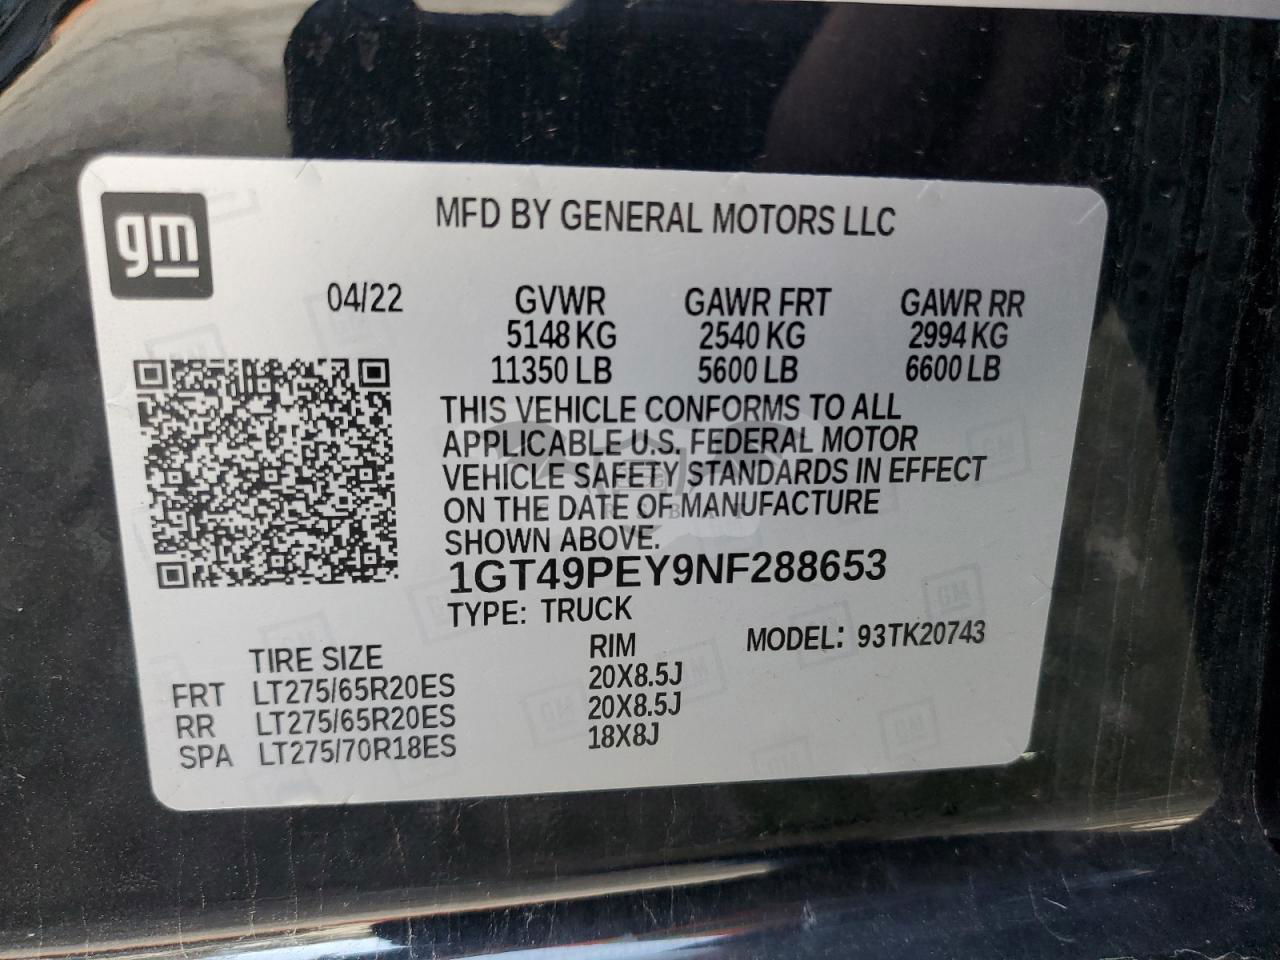 gm
MFD BY GENERAL MOTORS LLC
04/22 GVWR GAWR FRT GAWR RR
5148 KG 2540 KG 2994 KG
11350 LB 5600 LB 6600 LB
THIS VEHICLE CONFORMS TO ALL
APPLICABLE U.S. FEDERAL MOTOR
VEHICLE SAFETY STANDARDS IN EFFECT
ON THE DATE OF MANUFACTURE
SHOWN ABOVE.
1GT49PEY9NF288653
TYPE: TRUCK
TIRE SIZE RIM MODEL: 93TK20743
FRT LT275/65R20ES 20X8.5J
RR LT275/65R20ES 20X8.5J
SPA LT275/70R18ES 18X8J